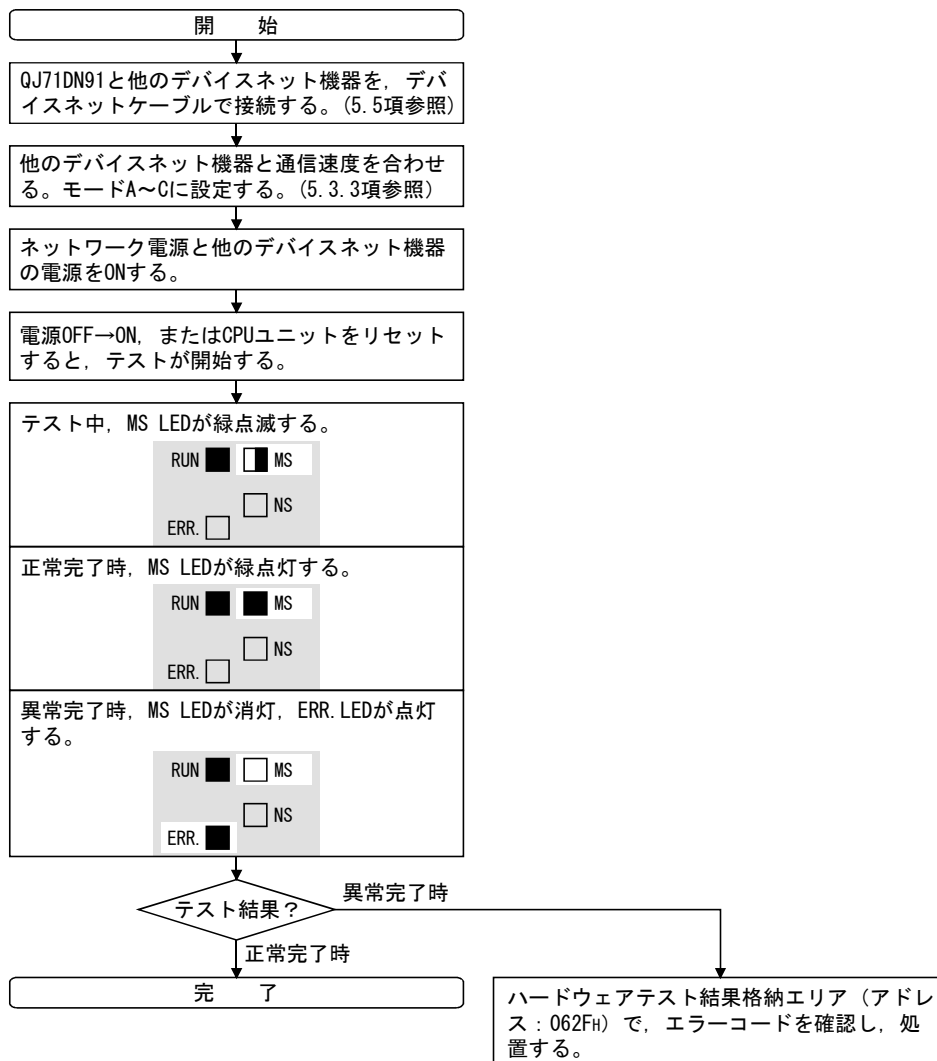 開　　始
QJ71DN91と他のデバイスネット機器を，デバ
イスネットケーブルで接続する。(5.5項参照)
他のデバイスネット機器と通信速度を合わせ
る。モードA～Cに設定する。(5.3.3項参照)
ネットワーク電源と他のデバイスネット機器
の電源をONする。
電源OFF→ON，またはCPUユニットをリセット
すると，テストが開始する。
テスト中，MS LEDが緑点滅する。
RUN MS
NS
ERR.
正常完了時，MS LEDが緑点灯する。
RUN MS
NS
ERR.
異常完了時，MS LEDが消灯，ERR.LEDが点灯
する。
RUN MS
NS
ERR.
テスト結果？
異常完了時
正常完了時
完　　了
ハードウェアテスト結果格納エリア（アドレ
ス：062FH）で，エラーコードを確認し，処
置する。